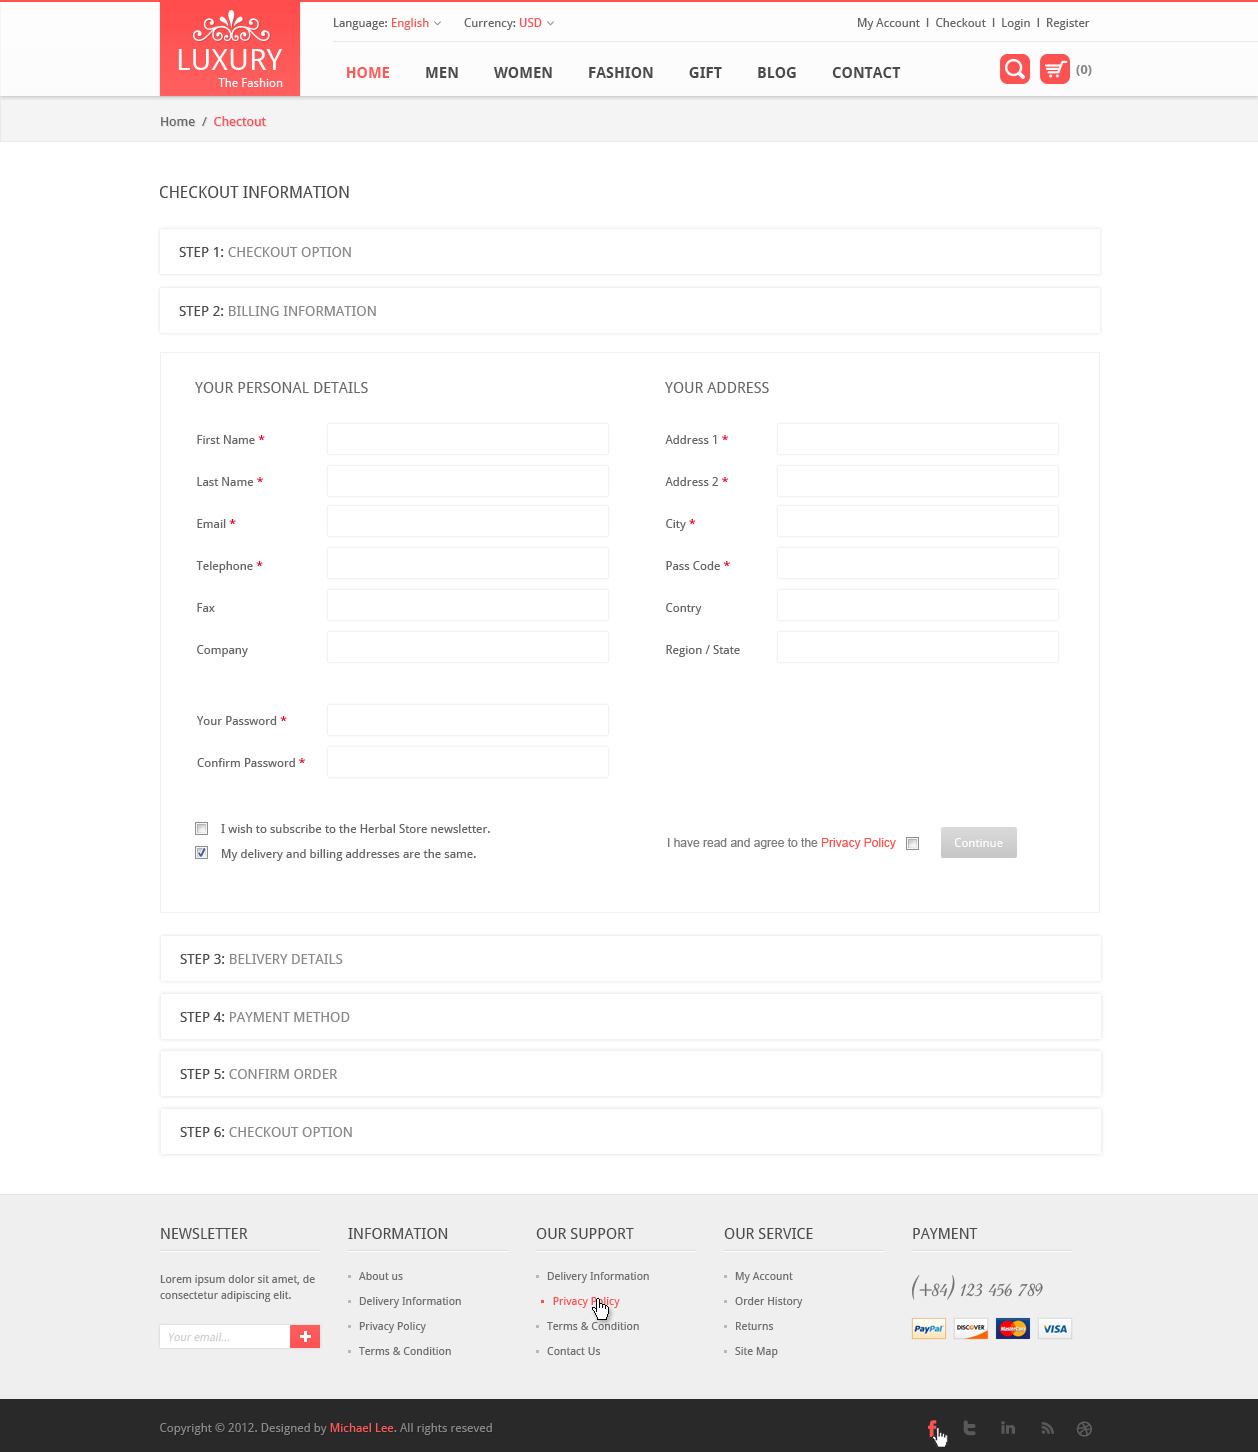 Language: English Currency: USD My Account I Checkout I Login I Register
LUXURY
The Fashion
HOME MEN WOMEN FASHION GIFT BLOG CONTACT (0)
Home / Chectout
CHECKOUT INFORMATION
STEP 1: CHECKOUT OPTION
STEP 2: BILLING INFORMATION
YOUR PERSONAL DETAILS
First Name *
Last Name *
Email *
Telephone *
Fax
Company
Your Password *
Confirm Password *
I wish to subscribe to the Herbal Store newsletter.
My delivery and billing addresses are the same.
YOUR ADDRESS
Address 1 *
Address 2 *
City *
Pass Code *
Contry
Region / State
I have read and agree to the Privacy Policy Continue
STEP 3: BELIVERY DETAILS
STEP 4: PAYMENT METHOD
STEP 5: CONFIRM ORDER
STEP 6: CHECKOUT OPTION
NEWSLETTER
Lorem ipsum dolor sit amet, de
consectetur adipiscing elit.
Your email...
INFORMATION
About us
Delivery Information
Privacy Policy
Terms & Condition
OUR SUPPORT
Delivery Information
Privacy Policy
Terms & Condition
Contact Us
OUR SERVICE
My Account
Order History
Returns
Site Map
PAYMENT
(+84) 123 456 789
PayPal DISCOVER MasterCard VISA
Copyright © 2012. Designed by Michael Lee. All rights reseved